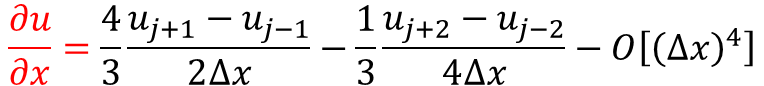 ∂u/∂x = 4/3 (u_{j+1} − u_{j−1})/(2Δx) − 1/3 (u_{j+2} − u_{j−2})/(4Δx) − O[(Δx)^4]